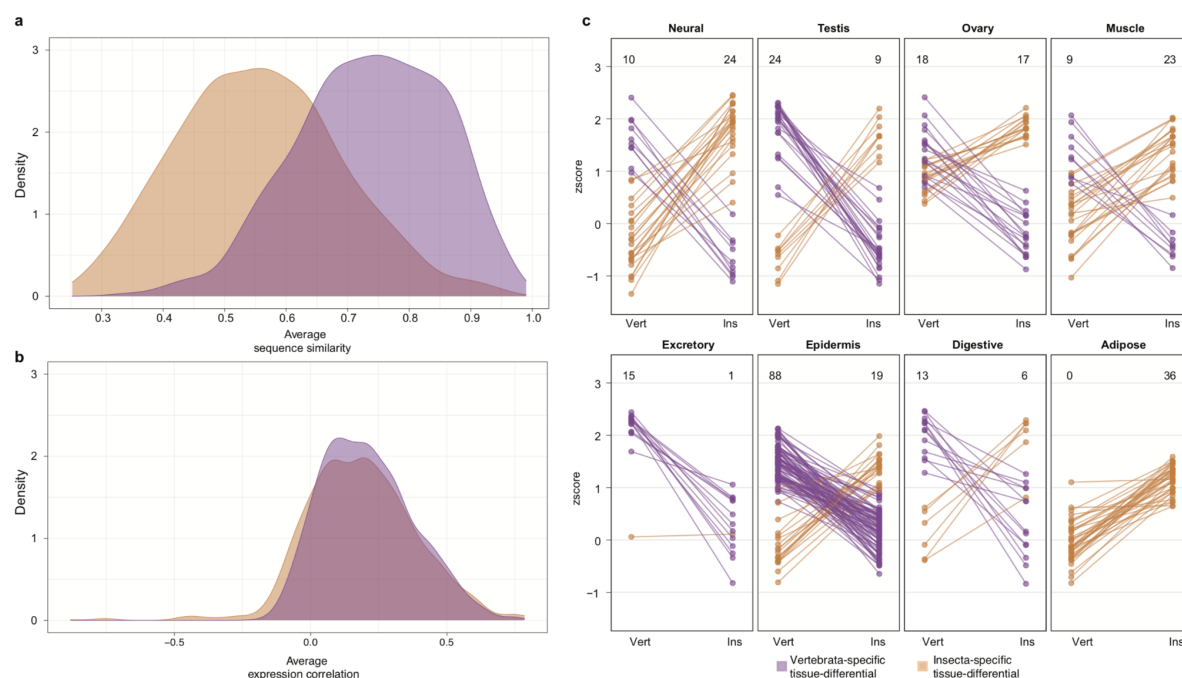 a
3
2
1
0
Density
0.3 0.4 0.5 0.6 0.7 0.8 0.9 1.0
Average
sequence similarity
b
3
2
1
0
Density
−0.5 0.0 0.5
Average
expression correlation
c
Neural Testis Ovary Muscle
10 24 24 9 18 17 9 23
3
2
1
0
−1
zscore
Vert Ins Vert Ins Vert Ins Vert Ins
Excretory Epidermis Digestive Adipose
15 1 88 19 13 6 0 36
3
2
1
0
−1
zscore
Vert Ins Vert Ins Vert Ins Vert Ins
Vertebrata-specific
tissue-differential
Insecta-specific
tissue-differential